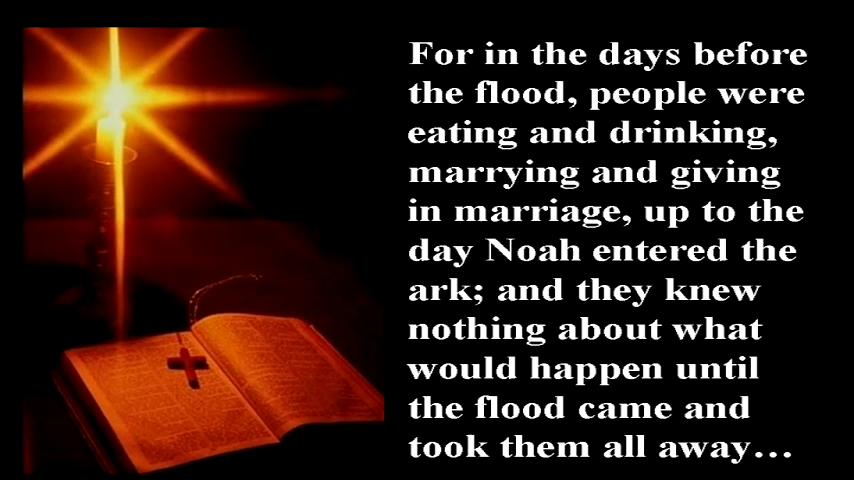 For in the days before
the flood, people were
eating and drinking,
marrying and giving
in marriage, up to the
day Noah entered the
ark; and they knew
nothing about what
would happen until
the flood came and
took them all away…